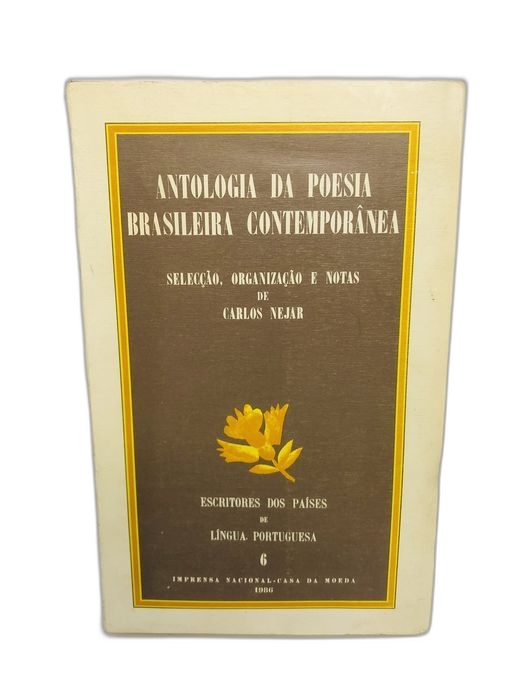 ANTOLOGIA DA POESIA
BRASILEIRA CONTEMPORÂNEA
SELECÇÃO, ORGANIZAÇÃO E NOTAS
DE
CARLOS NEJAR
ESCRITORES DOS PAÍSES
DE
LÍNGUA PORTUGUESA
6
IMPRENSA NACIONAL-CASA DA MOEDA
1986